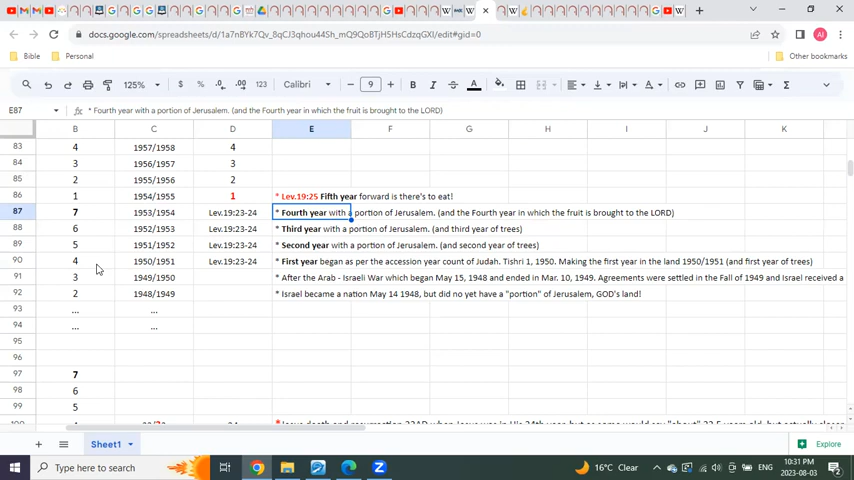 docs.google.com/spreadsheets/d/1a7nBYk7Qv_8qCJ3qhou44Sh_mQ9oBTjH5HsCdzqGXI/edit#gid=0
AI
Bible
Personal
Other bookmarks
125%
$ % .0 .00 123
Calibri
9
B I S A
E87
fx * Fourth year with a portion of Jerusalem. (and the Fourth year in which the fruit is brought to the LORD)
B C D E F G H I J K
83 4 1957/1958 4
84 3 1956/1957 3
85 2 1955/1956 2
86 1 1954/1955 1 * Lev.19:25 Fifth year forward is there's to eat!
87 7 1953/1954 Lev.19:23-24 * Fourth year with a portion of Jerusalem. (and the Fourth year in which the fruit is brought to the LORD)
88 6 1952/1953 Lev.19:23-24 * Third year with a portion of Jerusalem. (and third year of trees)
89 5 1951/1952 Lev.19:23-24 * Second year with a portion of Jerusalem. (and second year of trees)
90 4 1950/1951 Lev.19:23-24 * First year began as per the accession year count of Judah. Tishri 1, 1950. Making the first year in the land 1950/1951 (and first year of trees)
91 3 1949/1950 * After the Arab - Israeli War which began May 15, 1948 and ended in Mar. 10, 1949. Agreements were settled in the Fall of 1949 and Israel received a
92 2 1948/1949 * Israel became a nation May 14 1948, but did no yet have a "portion" of Jerusalem, GOD's land!
93 ... ...
94 ... ...
95
96
97 7
98 6
99 5
Sheet1
Explore
Type here to search
16°C Clear
ENG
10:31 PM
2023-08-03
2